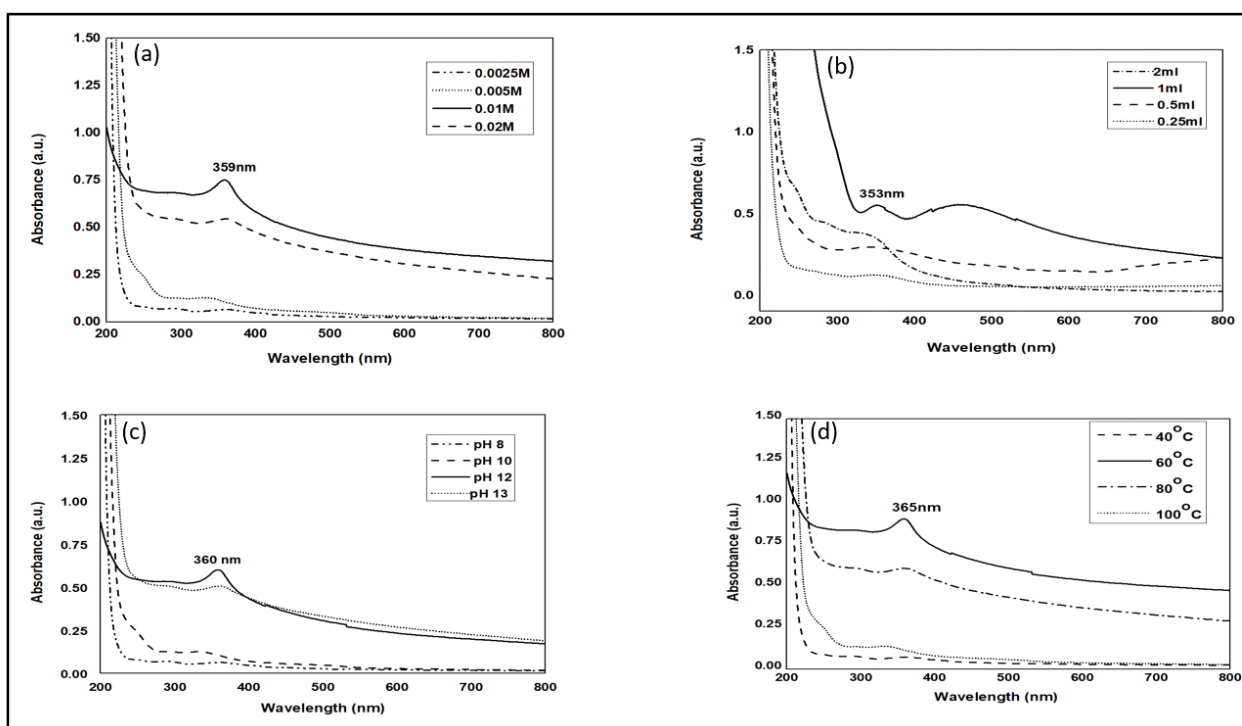 (a)
1.50
1.25
1.00
0.75
0.50
0.25
0.00
Absorbance (a.u.)
0.0025M
0.005M
0.01M
0.02M
359nm
200 300 400 500 600 700 800
Wavelength (nm)
(b)
1.5
1.0
0.5
0.0
Absorbance (a.u.)
2ml
1ml
0.5ml
0.25ml
353nm
200 300 400 500 600 700 800
Wavelength (nm)
(c)
1.50
1.25
1.00
0.75
0.50
0.25
0.00
Absorbance (a.u.)
pH 8
pH 10
pH 12
pH 13
360 nm
200 300 400 500 600 700 800
Wavelength (nm)
(d)
1.50
1.25
1.00
0.75
0.50
0.25
0.00
Absorbance (a.u.)
40°C
60°C
80°C
100°C
365nm
200 300 400 500 600 700 800
Wavelength (nm)